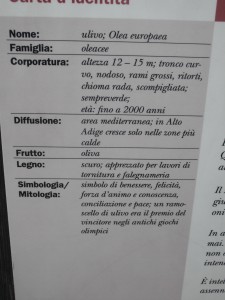 Carta d'identità
Nome: ulivo; Olea europaea
Famiglia: oleacee
Corporatura: altezza 12 – 15 m; tronco cur-
vo, nodoso, rami grossi, ritorti,
chioma rada, scompigliata;
sempreverde;
età: fino a 2000 anni
Diffusione: area mediterranea; in Alto
Adige cresce solo nelle zone più
calde
Frutto: oliva
Legno: scuro; apprezzato per lavori di
tornitura e falegnameria
Simbologia/ simbolo di benessere, felicità,
Mitologia: forza d'animo e conoscenza,
conciliazione e pace; un ramo-
scello di ulivo era il premio del
vincitore negli antichi giochi
olimpici